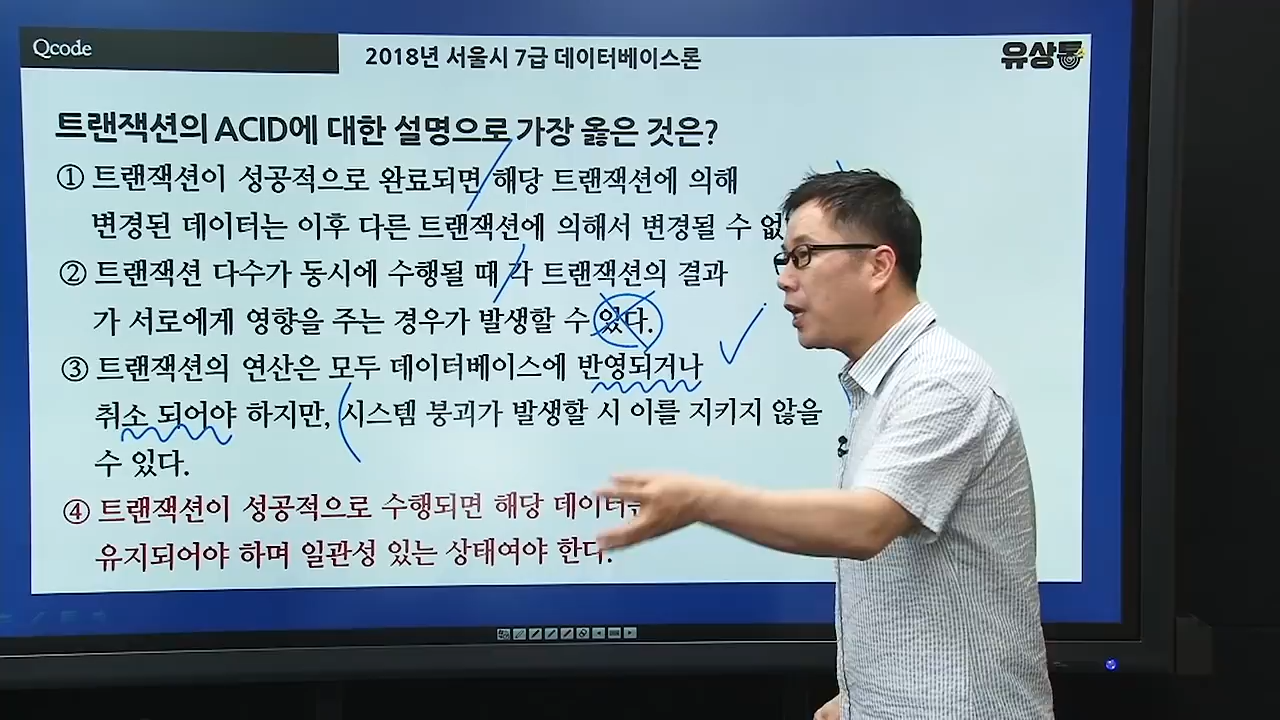 Qcode
2018년 서울시 7급 데이터베이스론
유상통
트랜잭션의 ACID에 대한 설명으로 가장 옳은 것은?
① 트랜잭션이 성공적으로 완료되면 해당 트랜잭션에 의해
변경된 데이터는 이후 다른 트랜잭션에 의해서 변경될 수
② 트랜잭션 다수가 동시에 수행될 때 각 트랜잭션의 결과
가 서로에게 영향을 주는 경우가 발생할 수 있다.
③ 트랜잭션의 연산은 모두 데이터베이스에 반영되거나
취소 되어야 하지만, 시스템 붕괴가 발생할 시 이를 지키지 않을
수 있다.
④ 트랜잭션이 성공적으로 수행되면 해당
유지되어야 하며 일관성 있는 상태여야 한다.